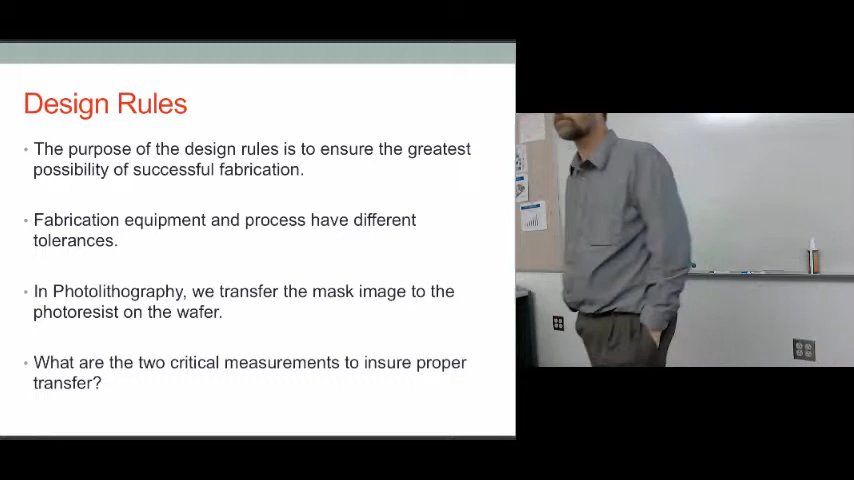 Design Rules
The purpose of the design rules is to ensure the greatest
possibility of successful fabrication.
Fabrication equipment and process have different
tolerances.
In Photolithography, we transfer the mask image to the
photoresist on the wafer.
What are the two critical measurements to insure proper
transfer?